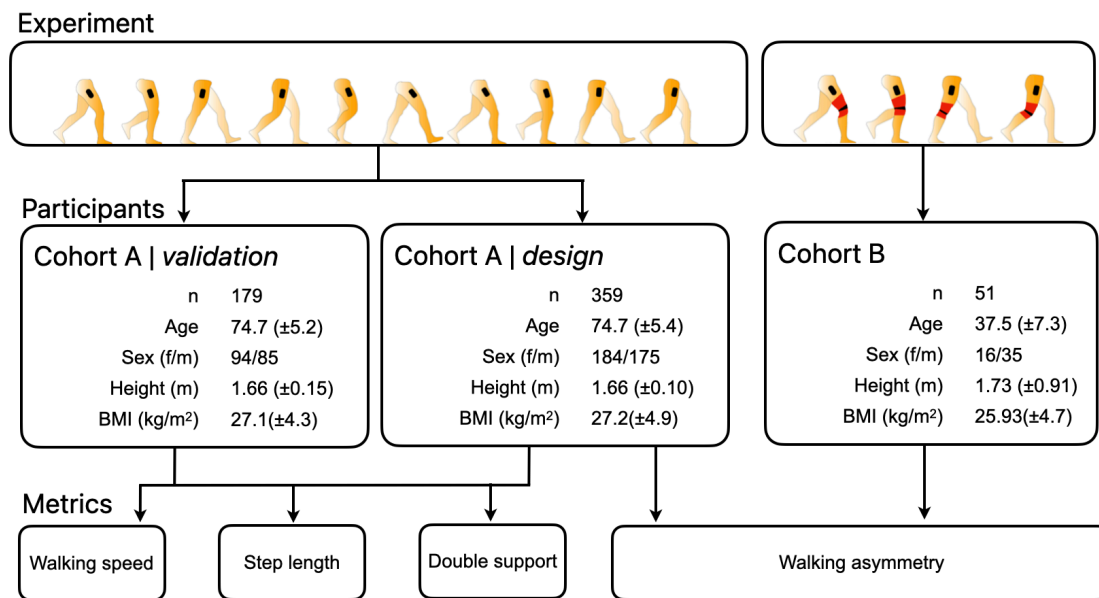 Experiment
Participants
Cohort A | validation
n 179
Age 74.7 (±5.2)
Sex (f/m) 94/85
Height (m) 1.66 (±0.15)
BMI (kg/m²) 27.1(±4.3)
Cohort A | design
n 359
Age 74.7 (±5.4)
Sex (f/m) 184/175
Height (m) 1.66 (±0.10)
BMI (kg/m²) 27.2(±4.9)
Cohort B
n 51
Age 37.5 (±7.3)
Sex (f/m) 16/35
Height (m) 1.73 (±0.91)
BMI (kg/m²) 25.93(±4.7)
Metrics
Walking speed
Step length
Double support
Walking asymmetry